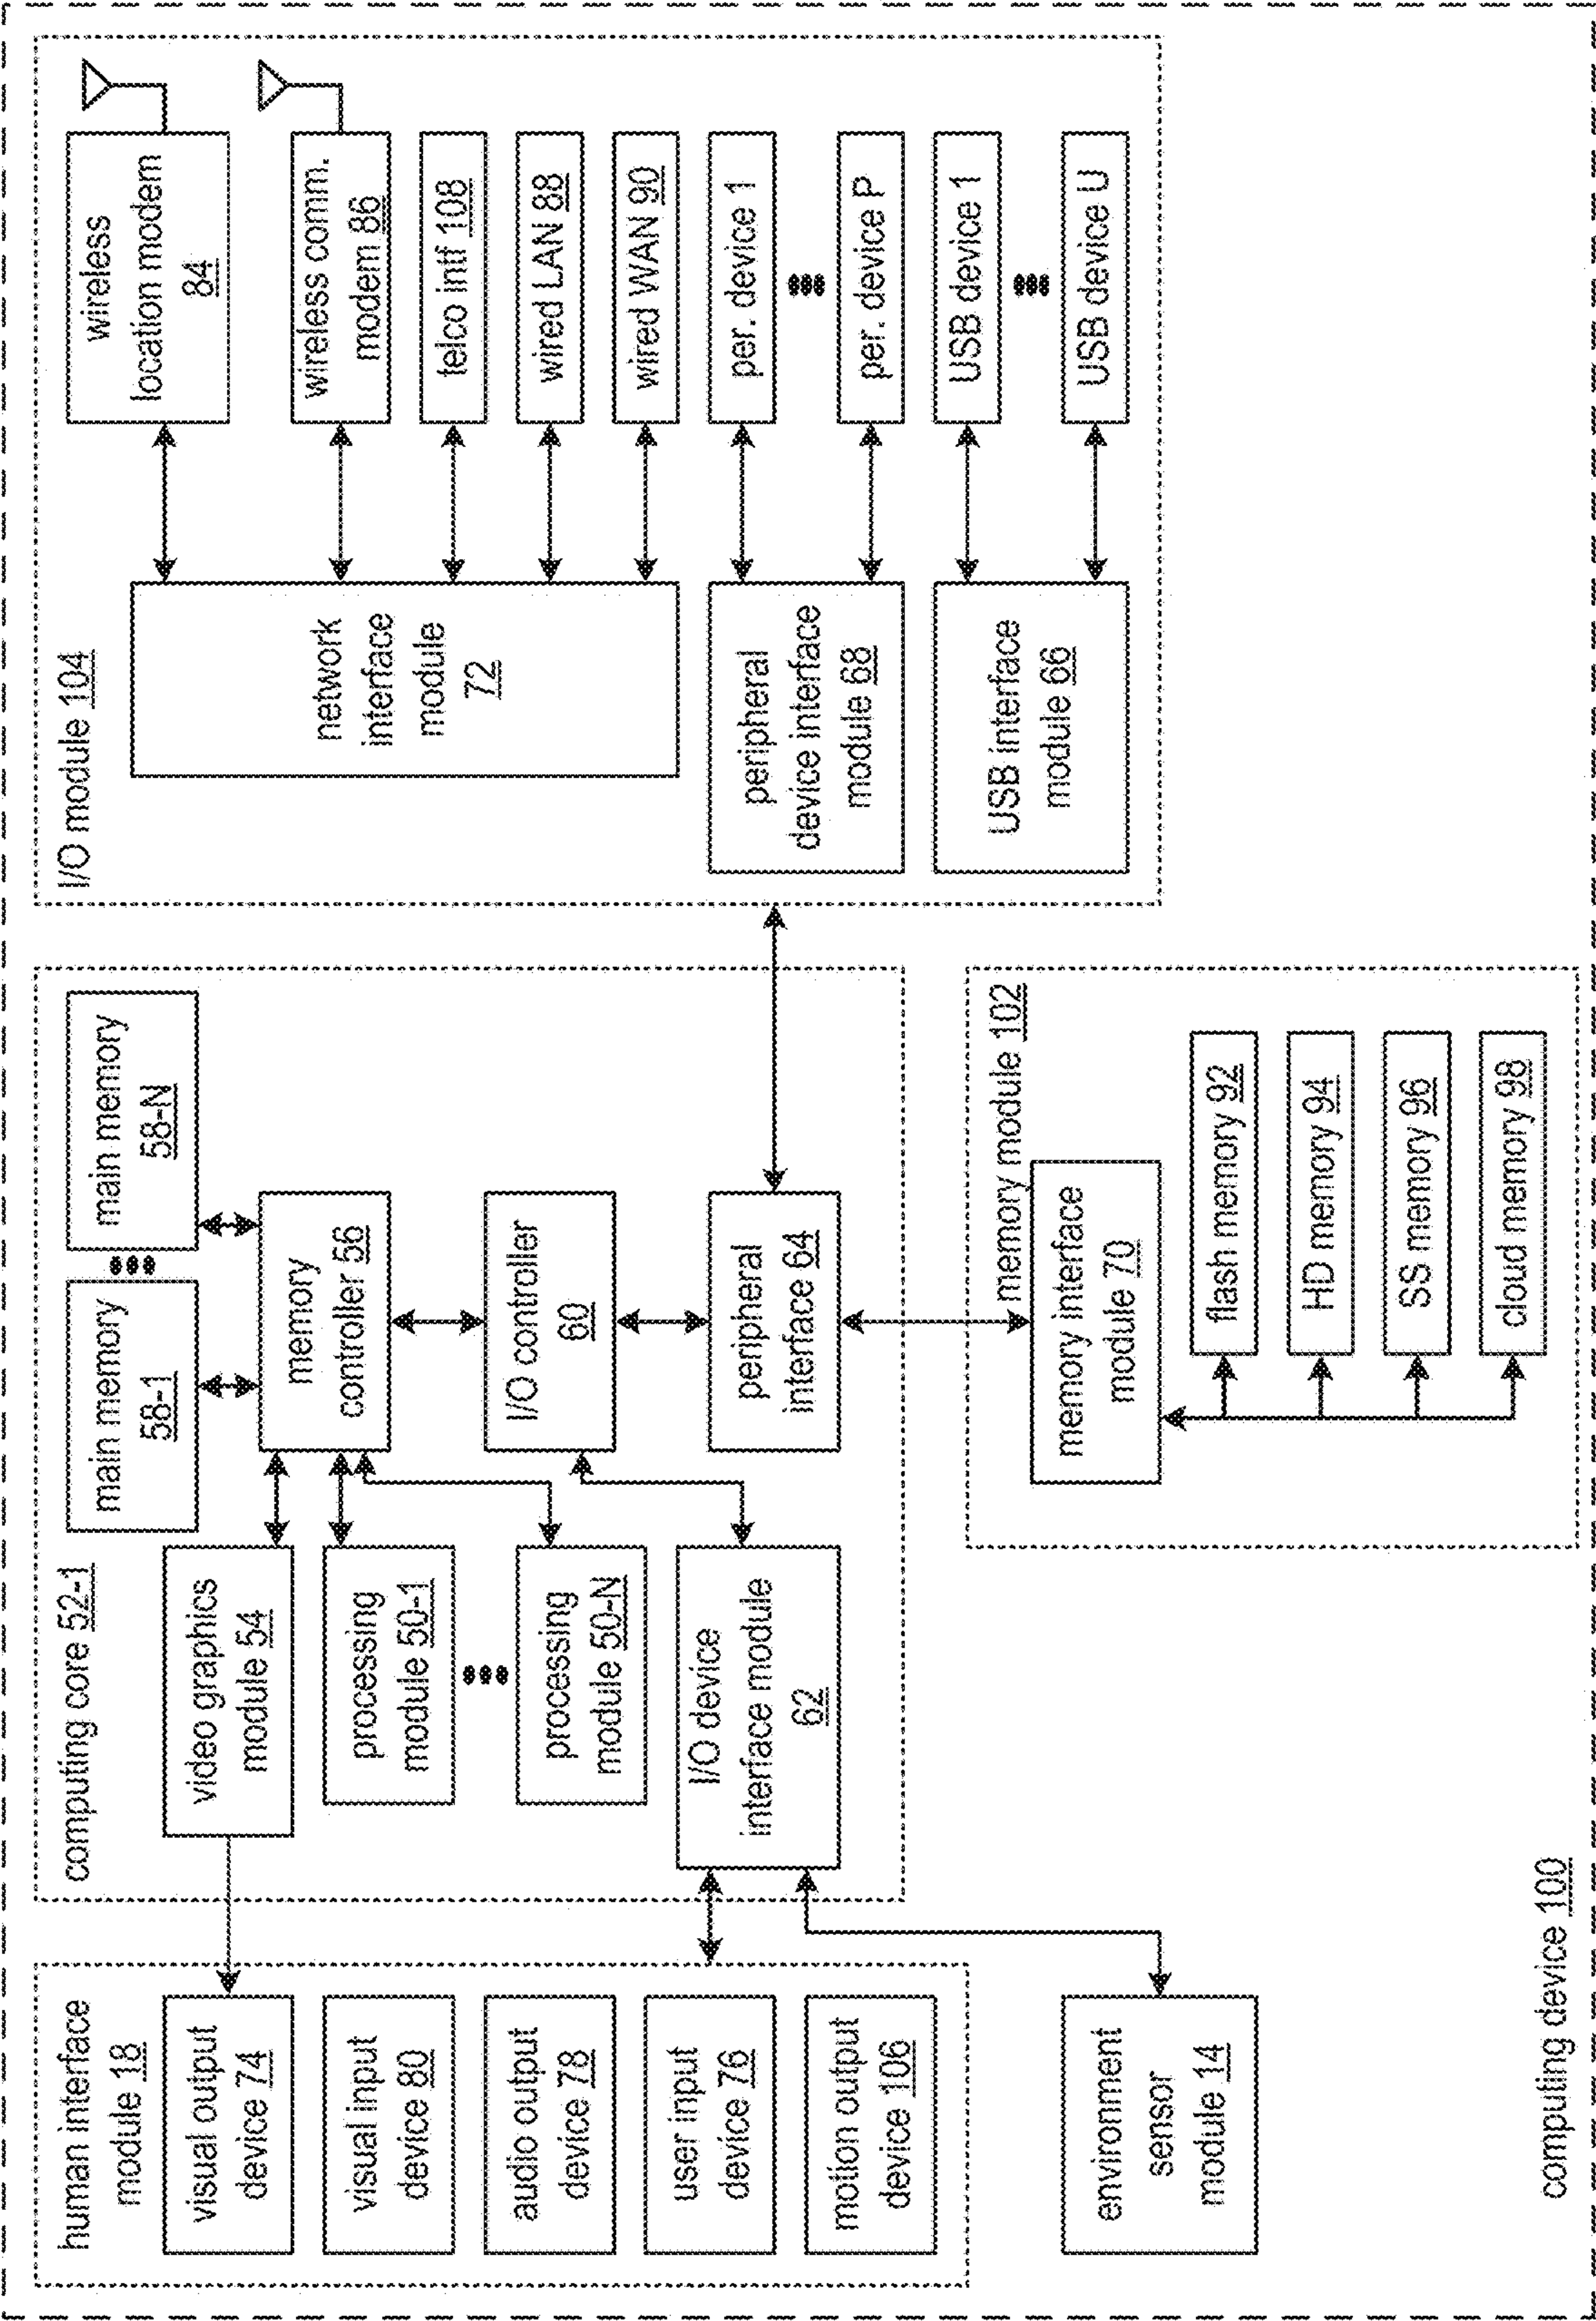 human interface
module 18
visual output
device 74
visual input
device 80
audio output
device 78
user input
device 76
motion output
device 106
environment
sensor
module 14
computing device 100
computing core 52-1
video graphics
module 54
processing
module 50-1
processing
module 50-N
I/O device
interface module
62
main memory
58-1
main memory
58-N
memory
controller 56
I/O controller
60
peripheral
interface 64
memory module 102
memory interface
module 70
flash memory 92
HD memory 94
SS memory 96
cloud memory 98
I/O module 104
network
interface
module
72
peripheral
device interface
module 68
USB interface
module 66
wireless
location modem
84
wireless comm.
modem 86
telco intf 108
wired LAN 88
wired WAN 90
per. device 1
per. device P
USB device 1
USB device U